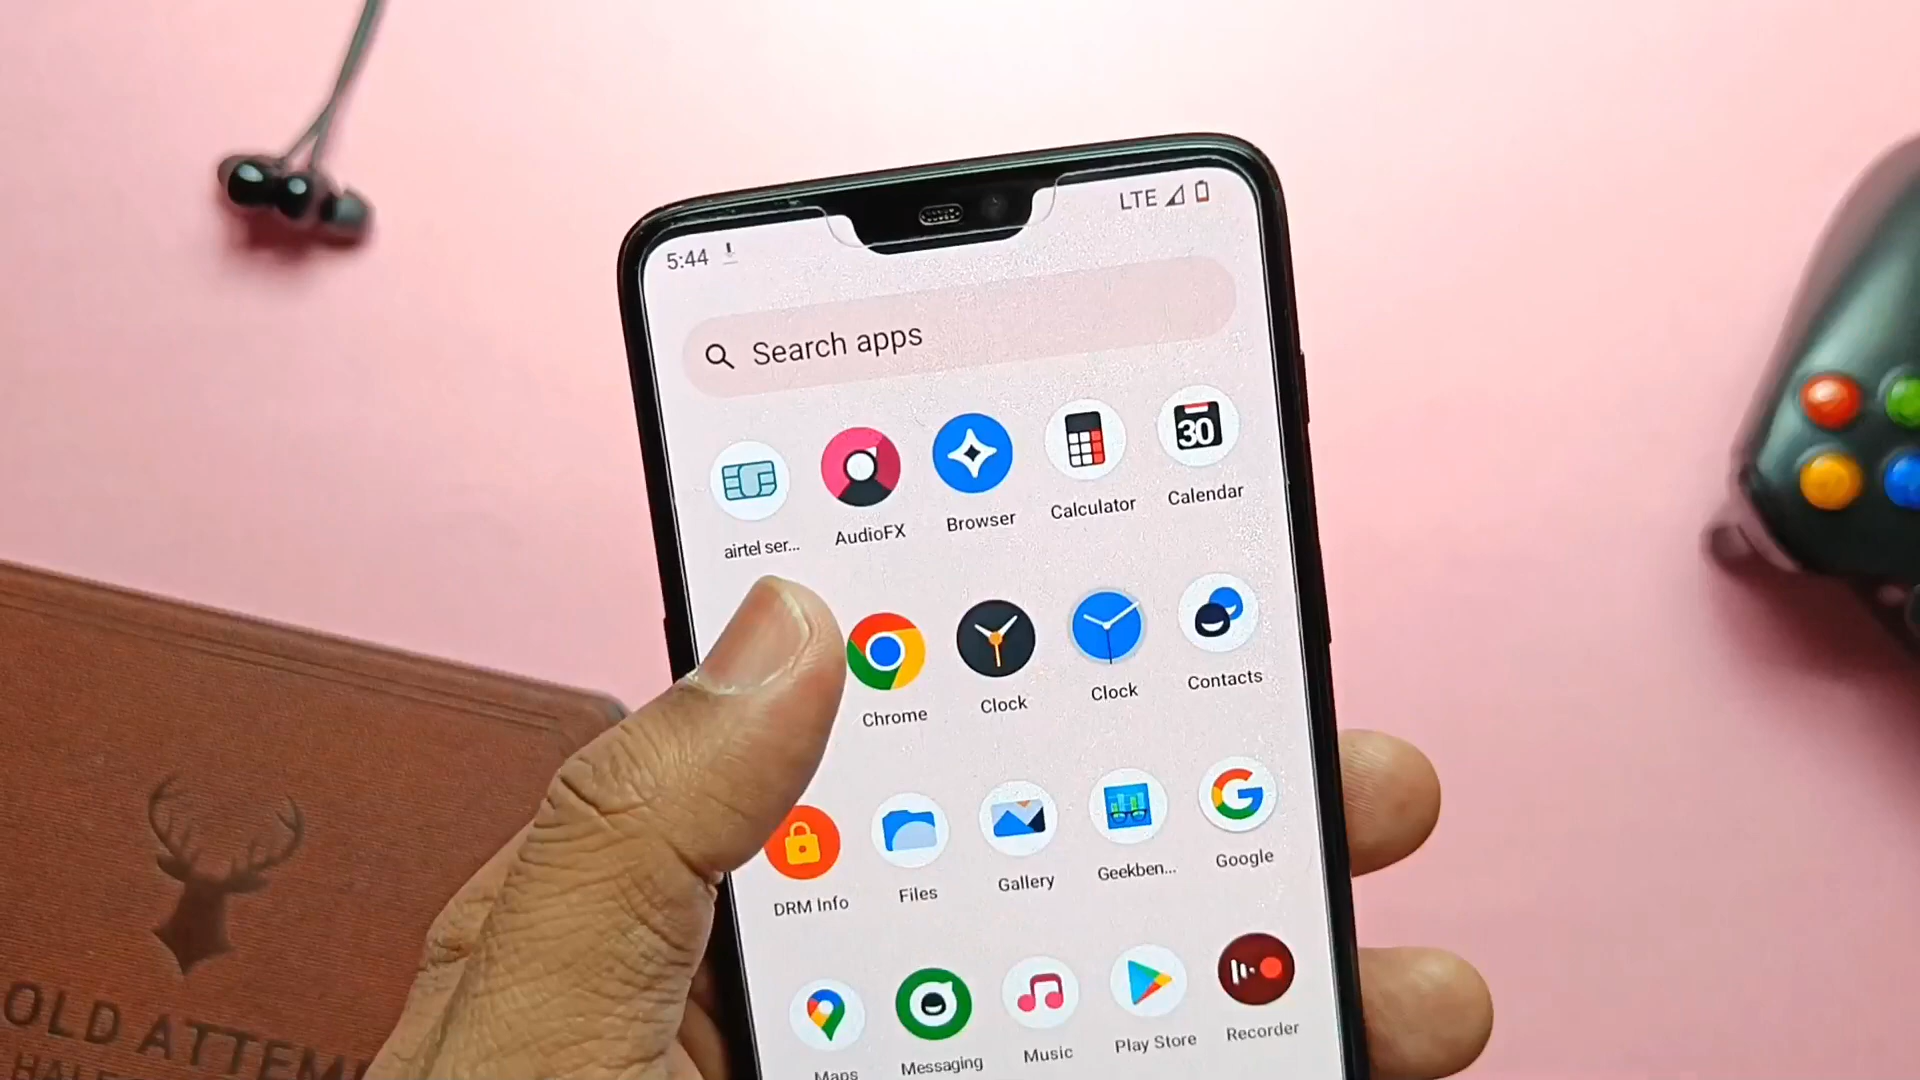 5:44
LTE
Search apps
airtel ser...
AudioFX
Browser
Calculator
30
Calendar
Chrome
Clock
Clock
Contacts
DRM Info
Files
Gallery
Geekben...
Google
Maps
Messaging
Music
Play Store
Recorder
OLD ATTEM
HALF